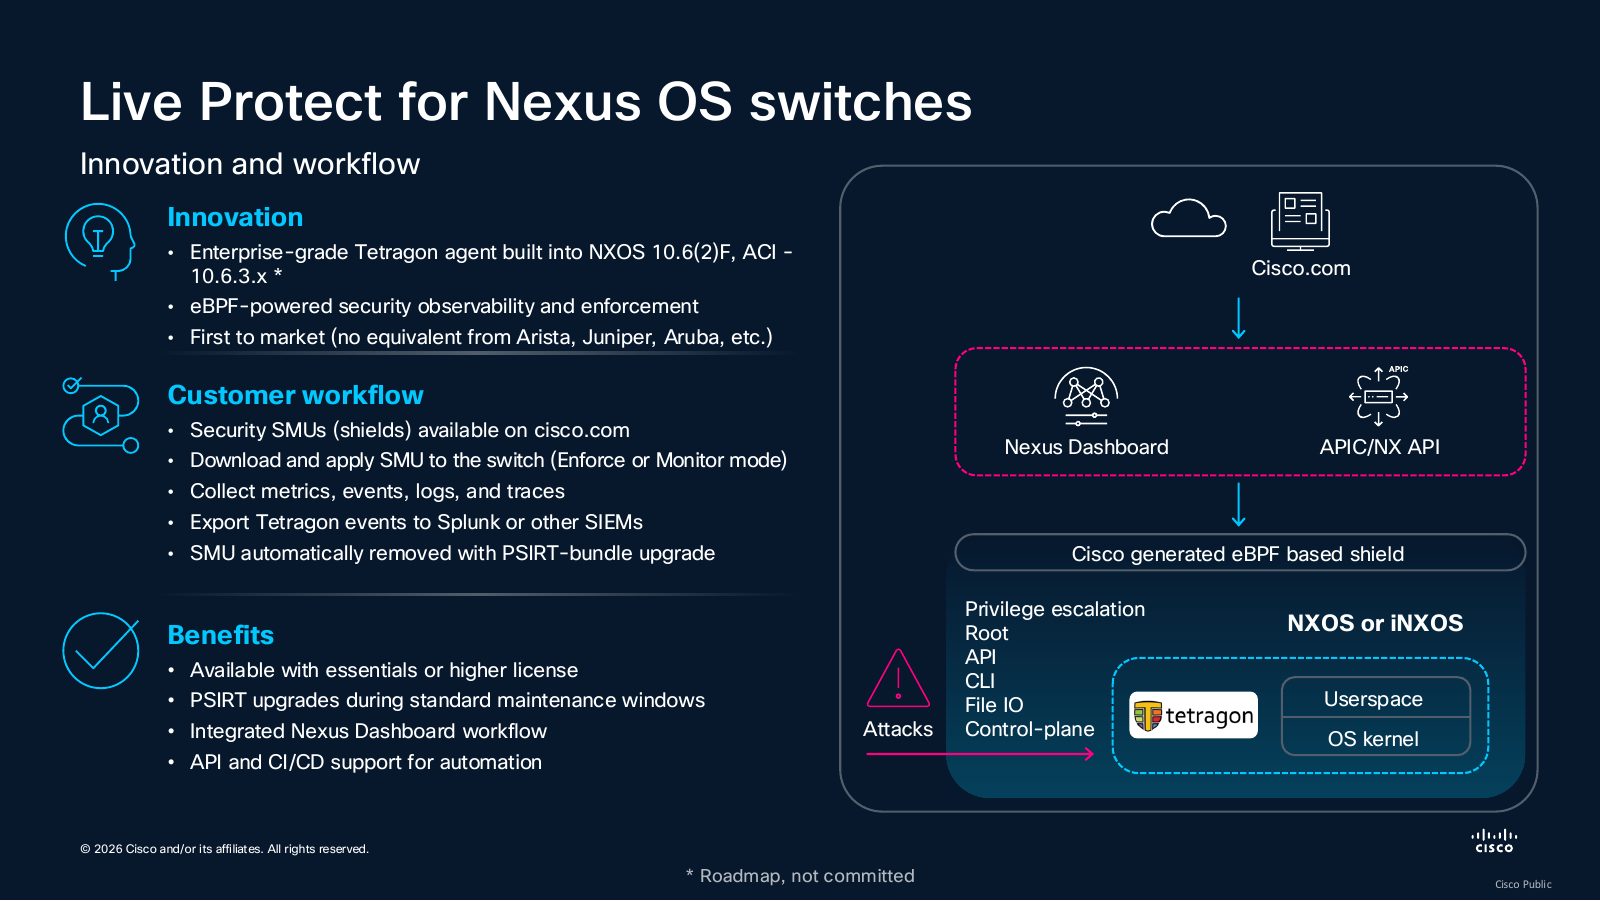 Live Protect for Nexus OS switches
Innovation and workflow
Innovation
• Enterprise-grade Tetragon agent built into NXOS 10.6(2)F, ACI -
10.6.3.x *
• eBPF-powered security observability and enforcement
• First to market (no equivalent from Arista, Juniper, Aruba, etc.)
Customer workflow
• Security SMUs (shields) available on cisco.com
• Download and apply SMU to the switch (Enforce or Monitor mode)
• Collect metrics, events, logs, and traces
• Export Tetragon events to Splunk or other SIEMs
• SMU automatically removed with PSIRT-bundle upgrade
Benefits
• Available with essentials or higher license
• PSIRT upgrades during standard maintenance windows
• Integrated Nexus Dashboard workflow
• API and CI/CD support for automation
Cisco.com
APIC
Nexus Dashboard
APIC/NX API
Cisco generated eBPF based shield
Privilege escalation
Root
API
CLI
File IO
Control-plane
Attacks
NXOS or iNXOS
tetragon
Userspace
OS kernel
© 2026 Cisco and/or its affiliates. All rights reserved.
CISCO
* Roadmap, not committed
Cisco Public